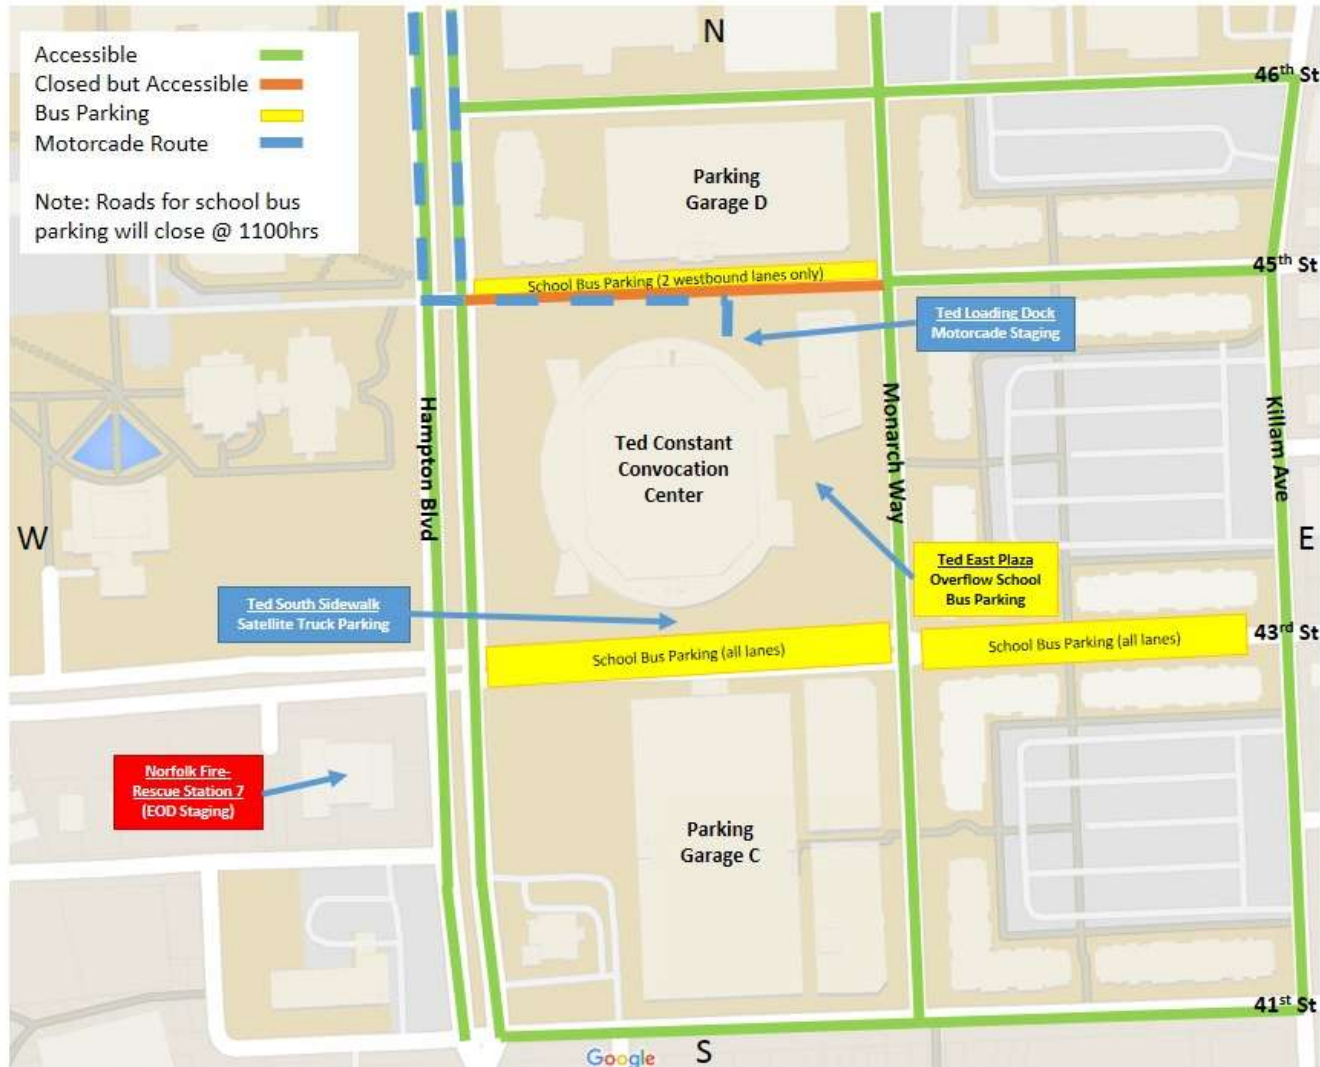 Accessible
Closed but Accessible
Bus Parking
Motorcade Route
Note: Roads for school bus
parking will close @ 1100hrs
N
46th St
Parking
Garage D
45th St
School Bus Parking (2 westbound lanes only)
Ted Loading Dock
Motorcade Staging
Hampton Blvd
Monarch Way
Killam Ave
Ted Constant
Convocation
Center
W
E
Ted East Plaza
Overflow School
Bus Parking
Ted South Sidewalk
Satellite Truck Parking
43rd St
School Bus Parking (all lanes)
School Bus Parking (all lanes)
Norfolk Fire-
Rescue Station 7
(EOD Staging)
Parking
Garage C
41st St
Google
S